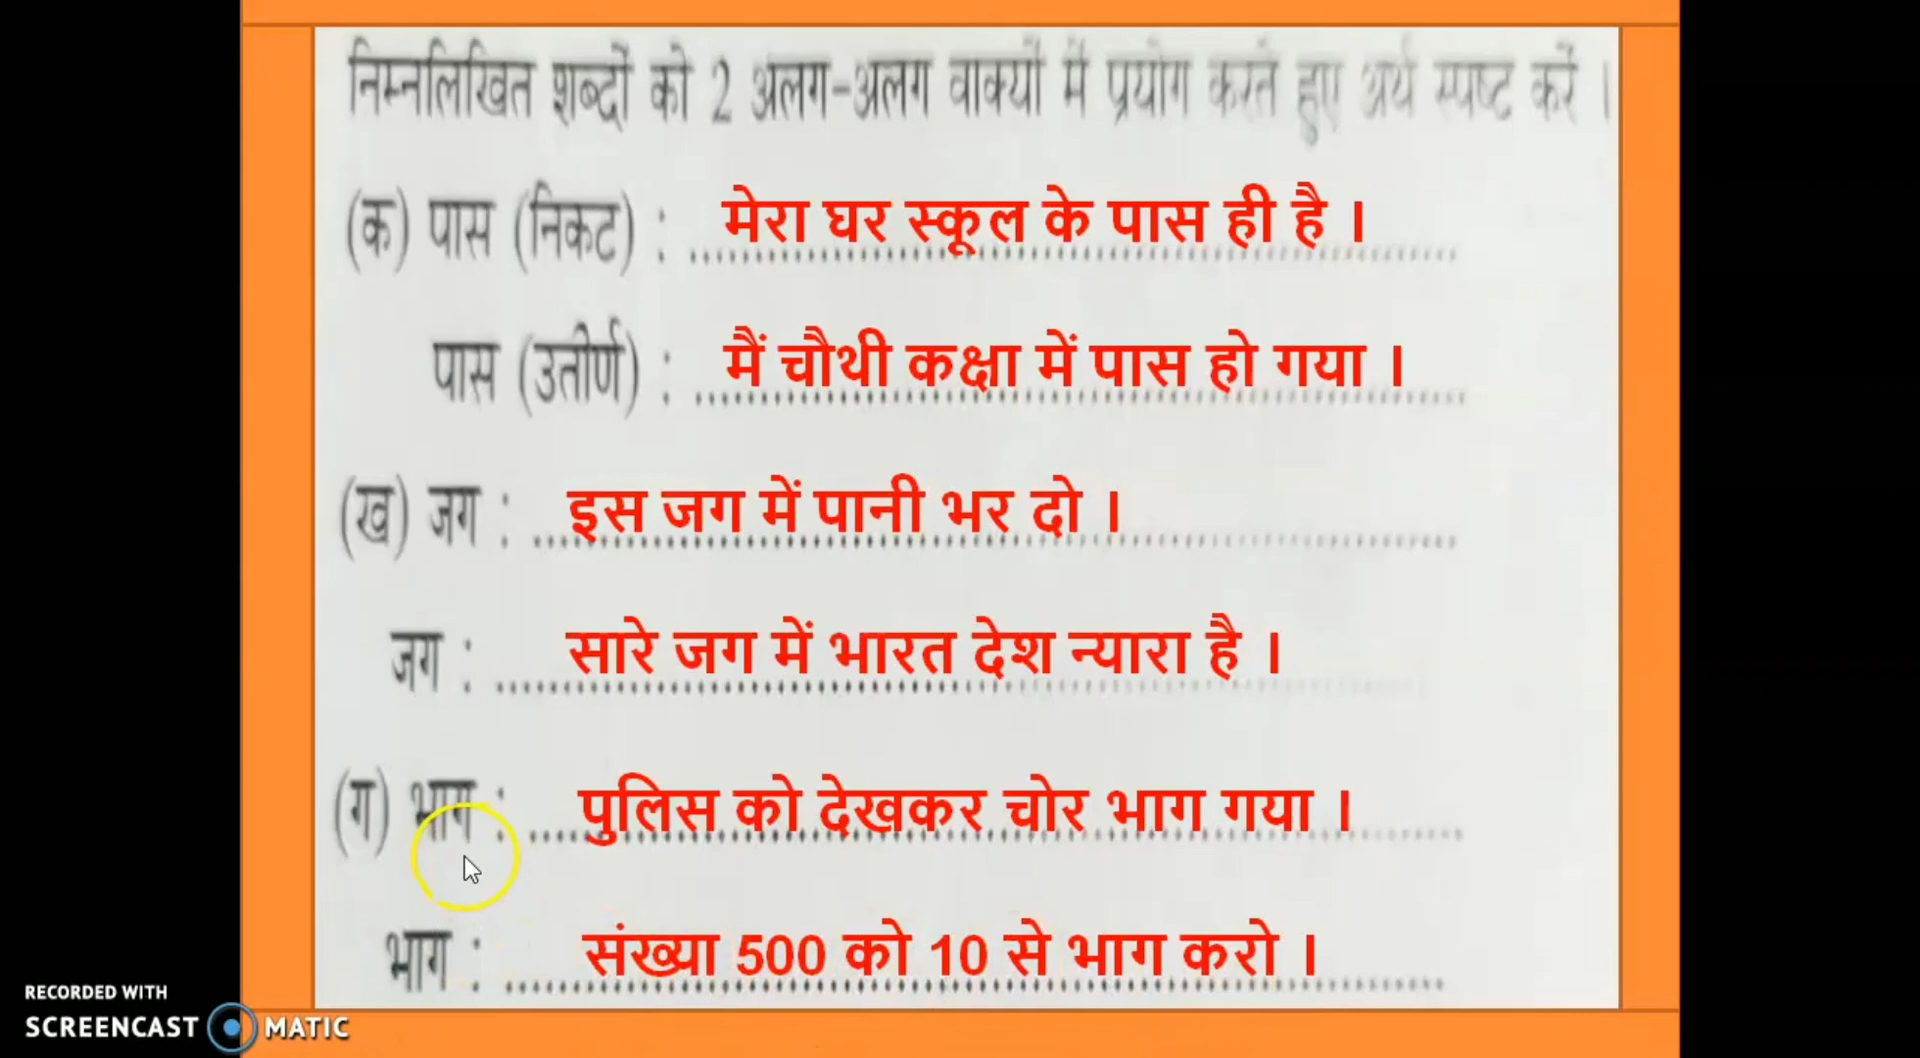 निम्नलिखित शब्दों को 2 अलग-अलग वाक्यों में प्रयोग करते हुए अर्थ स्पष्ट करें ।
(क) पास (निकट) : मेरा घर स्कूल के पास ही है ।
पास (उतीर्ण) : मैं चौथी कक्षा में पास हो गया ।
(ख) जग : इस जग में पानी भर दो ।
जग : सारे जग में भारत देश न्यारा है ।
(ग) भाग : पुलिस को देखकर चोर भाग गया ।
भाग : संख्या 500 को 10 से भाग करो ।
RECORDED WITH
SCREENCAST MATIC